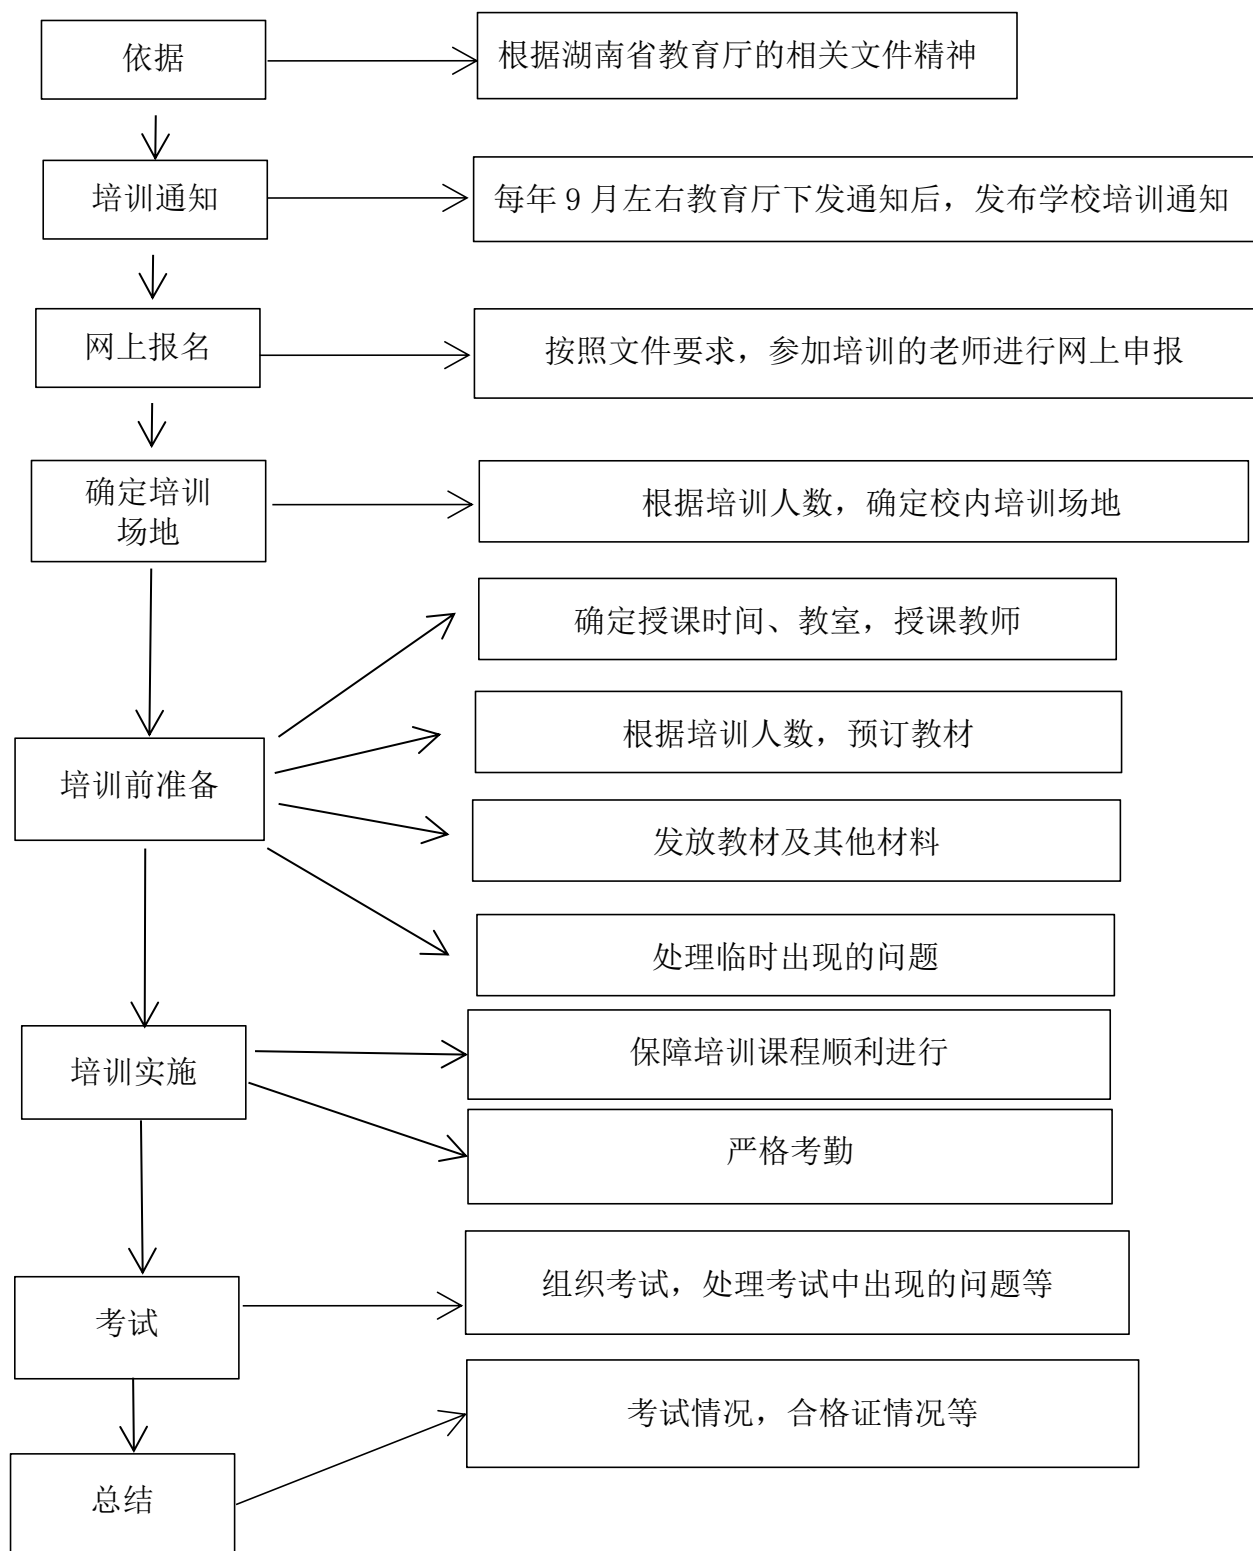 依据
根据湖南省教育厅的相关文件精神
培训通知
每年 9 月左右教育厅下发通知后，发布学校培训通知
网上报名
按照文件要求，参加培训的老师进行网上申报
确定培训
场地
根据培训人数，确定校内培训场地
确定授课时间、教室，授课教师
根据培训人数，预订教材
培训前准备
发放教材及其他材料
处理临时出现的问题
培训实施
保障培训课程顺利进行
严格考勤
考试
组织考试，处理考试中出现的问题等
考试情况，合格证情况等
总结